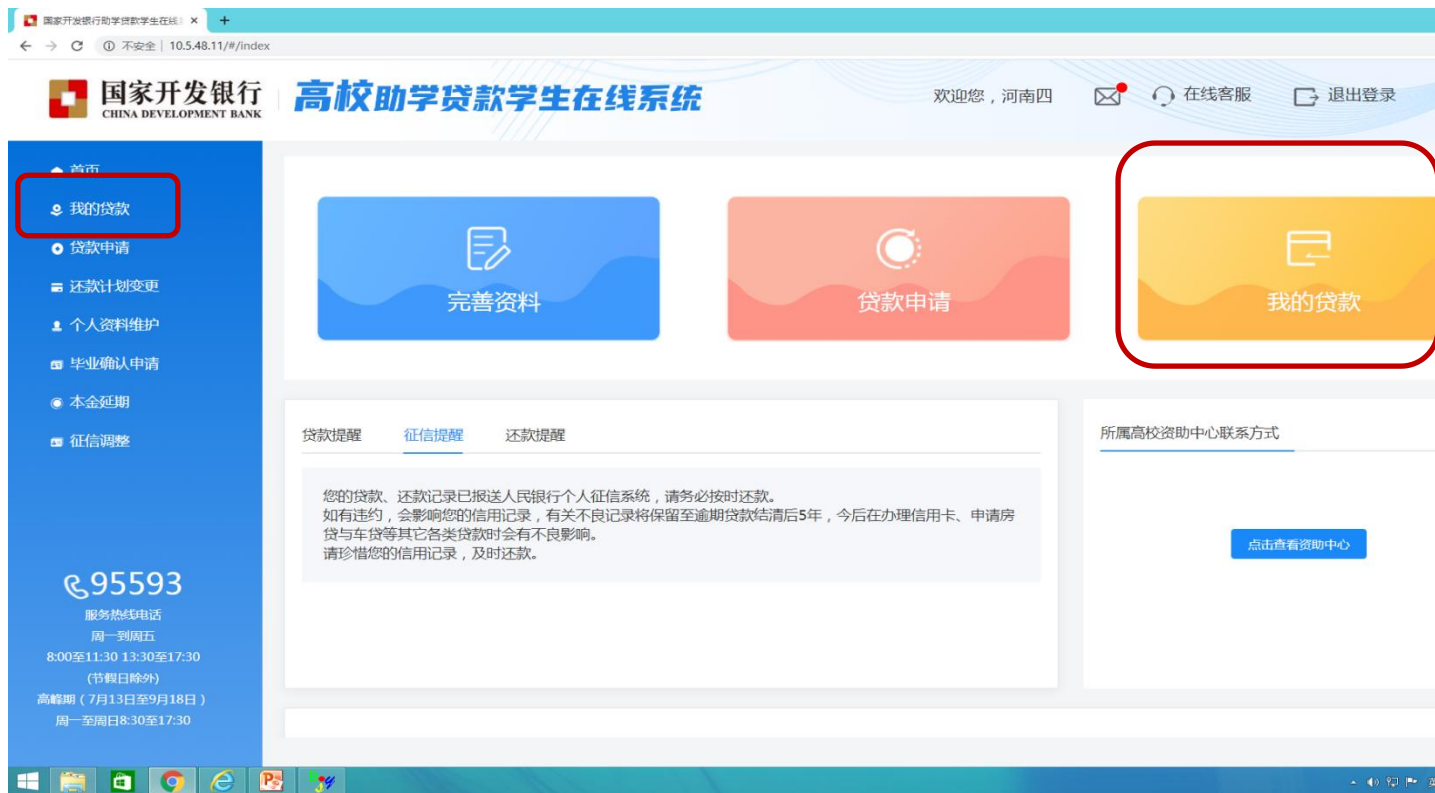 国家开发银行助学贷款学生在线
不安全 | 10.5.48.11/#/index
国家开发银行
CHINA DEVELOPMENT BANK
高校助学贷款学生在线系统
欢迎您，河南四
在线客服
退出登录
首页
我的贷款
贷款申请
还款计划变更
个人资料维护
毕业确认申请
本金延期
征信调整
完善资料
贷款申请
我的贷款
贷款提醒 征信提醒 还款提醒
您的贷款、还款记录已报送人民银行个人征信系统，请务必按时还款。
如有违约，会影响您的信用记录，有关不良记录将保留至逾期贷款结清后5年，今后在办理信用卡、申请房
贷与车贷等其它各类贷款时会有不良影响。
请珍惜您的信用记录，及时还款。
所属高校资助中心联系方式
点击查看资助中心
95593
服务热线电话
周一到周五
8:00至11:30 13:30至17:30
(节假日除外)
高峰期（7月13日至9月18日）
周一至周日8:30至17:30